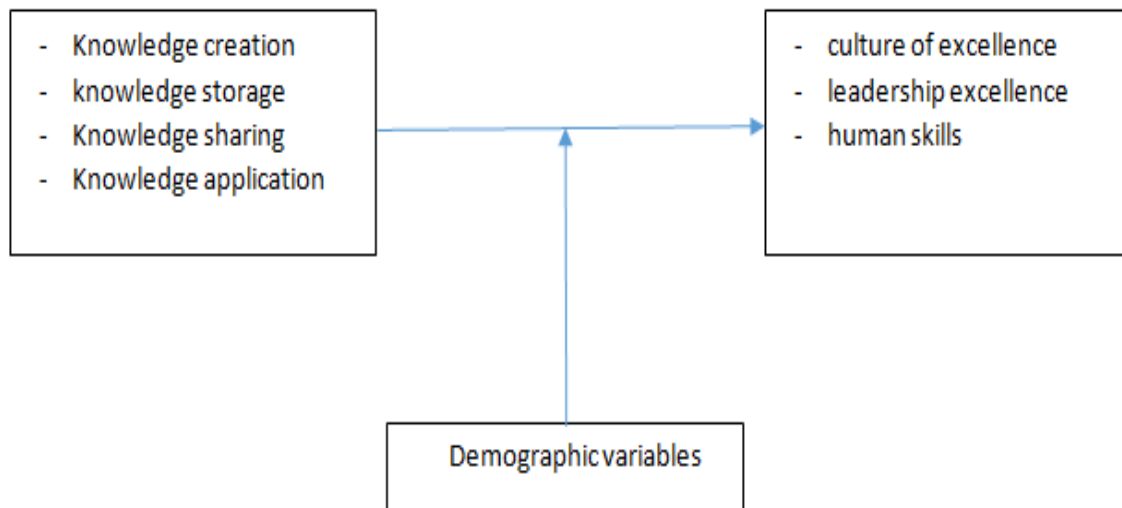 - Knowledge creation
- knowledge storage
- Knowledge sharing
- Knowledge application
- culture of excellence
- leadership excellence
- human skills
Demographic variables